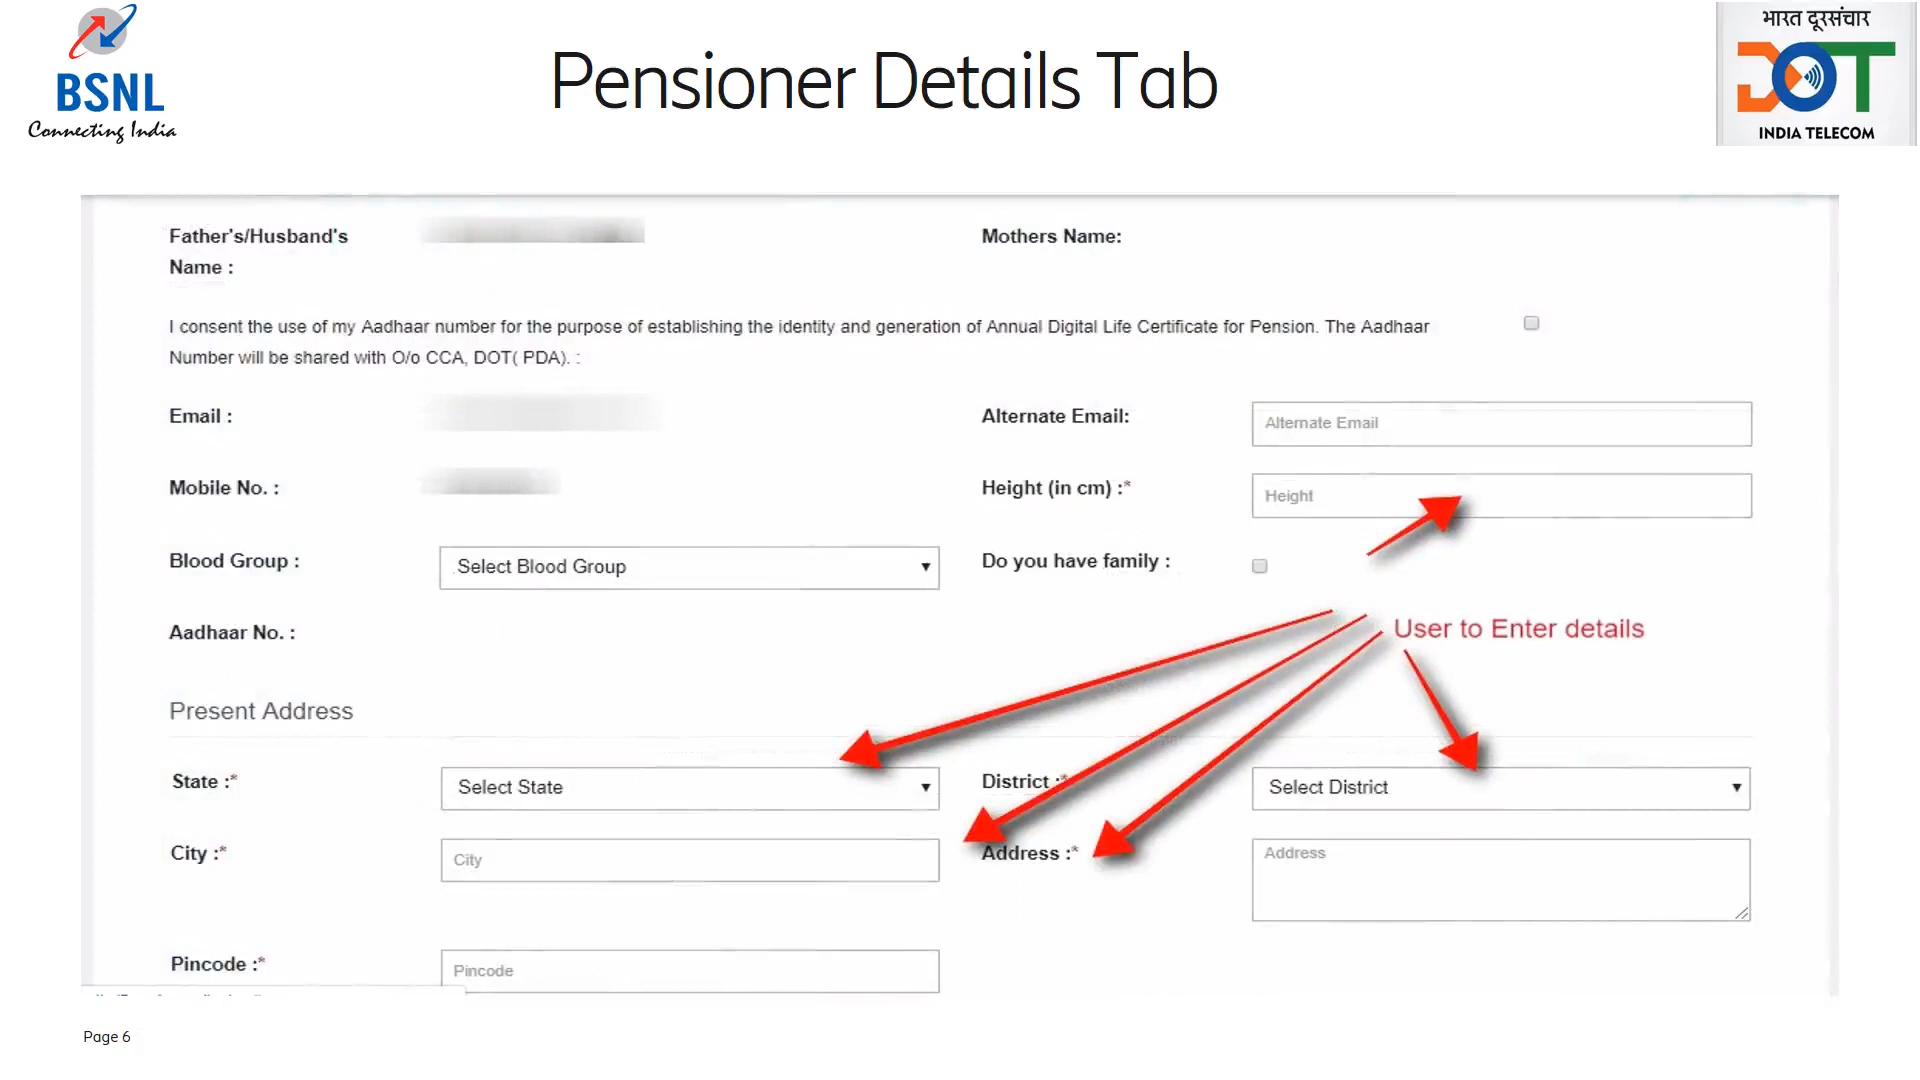 BSNL
Connecting India
Pensioner Details Tab
भारत दूरसंचार
DOT
INDIA TELECOM
Father's/Husband's
Name :
Mothers Name:
I consent the use of my Aadhaar number for the purpose of establishing the identity and generation of Annual Digital Life Certificate for Pension. The Aadhaar
Number will be shared with O/o CCA, DOT( PDA). :
Email :
Alternate Email:
Alternate Email
Mobile No. :
Height (in cm) :*
Height
Blood Group :
Select Blood Group
Do you have family :
Aadhaar No. :
User to Enter details
Present Address
State :*
Select State
District :*
Select District
City :*
City
Address :*
Address
Pincode :*
Pincode
Page 6